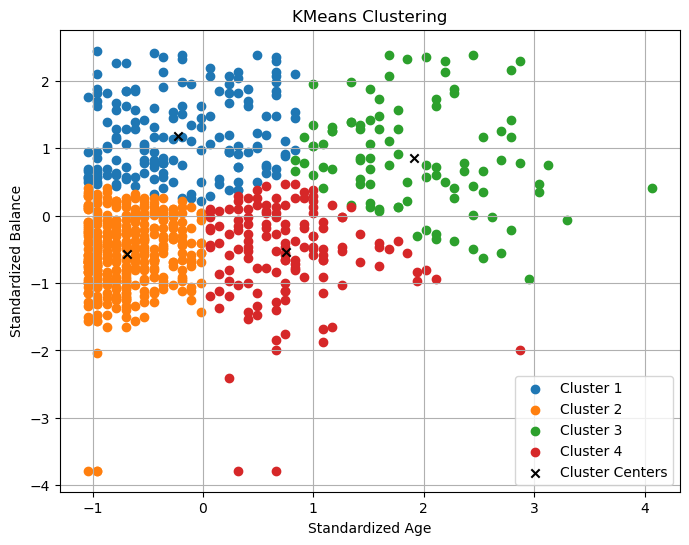 KMeans Clustering
Standardized Balance
2
1
0
−1
−2
−3
−4
−1
0
1
2
3
4
Standardized Age
Cluster 1
Cluster 2
Cluster 3
Cluster 4
Cluster Centers